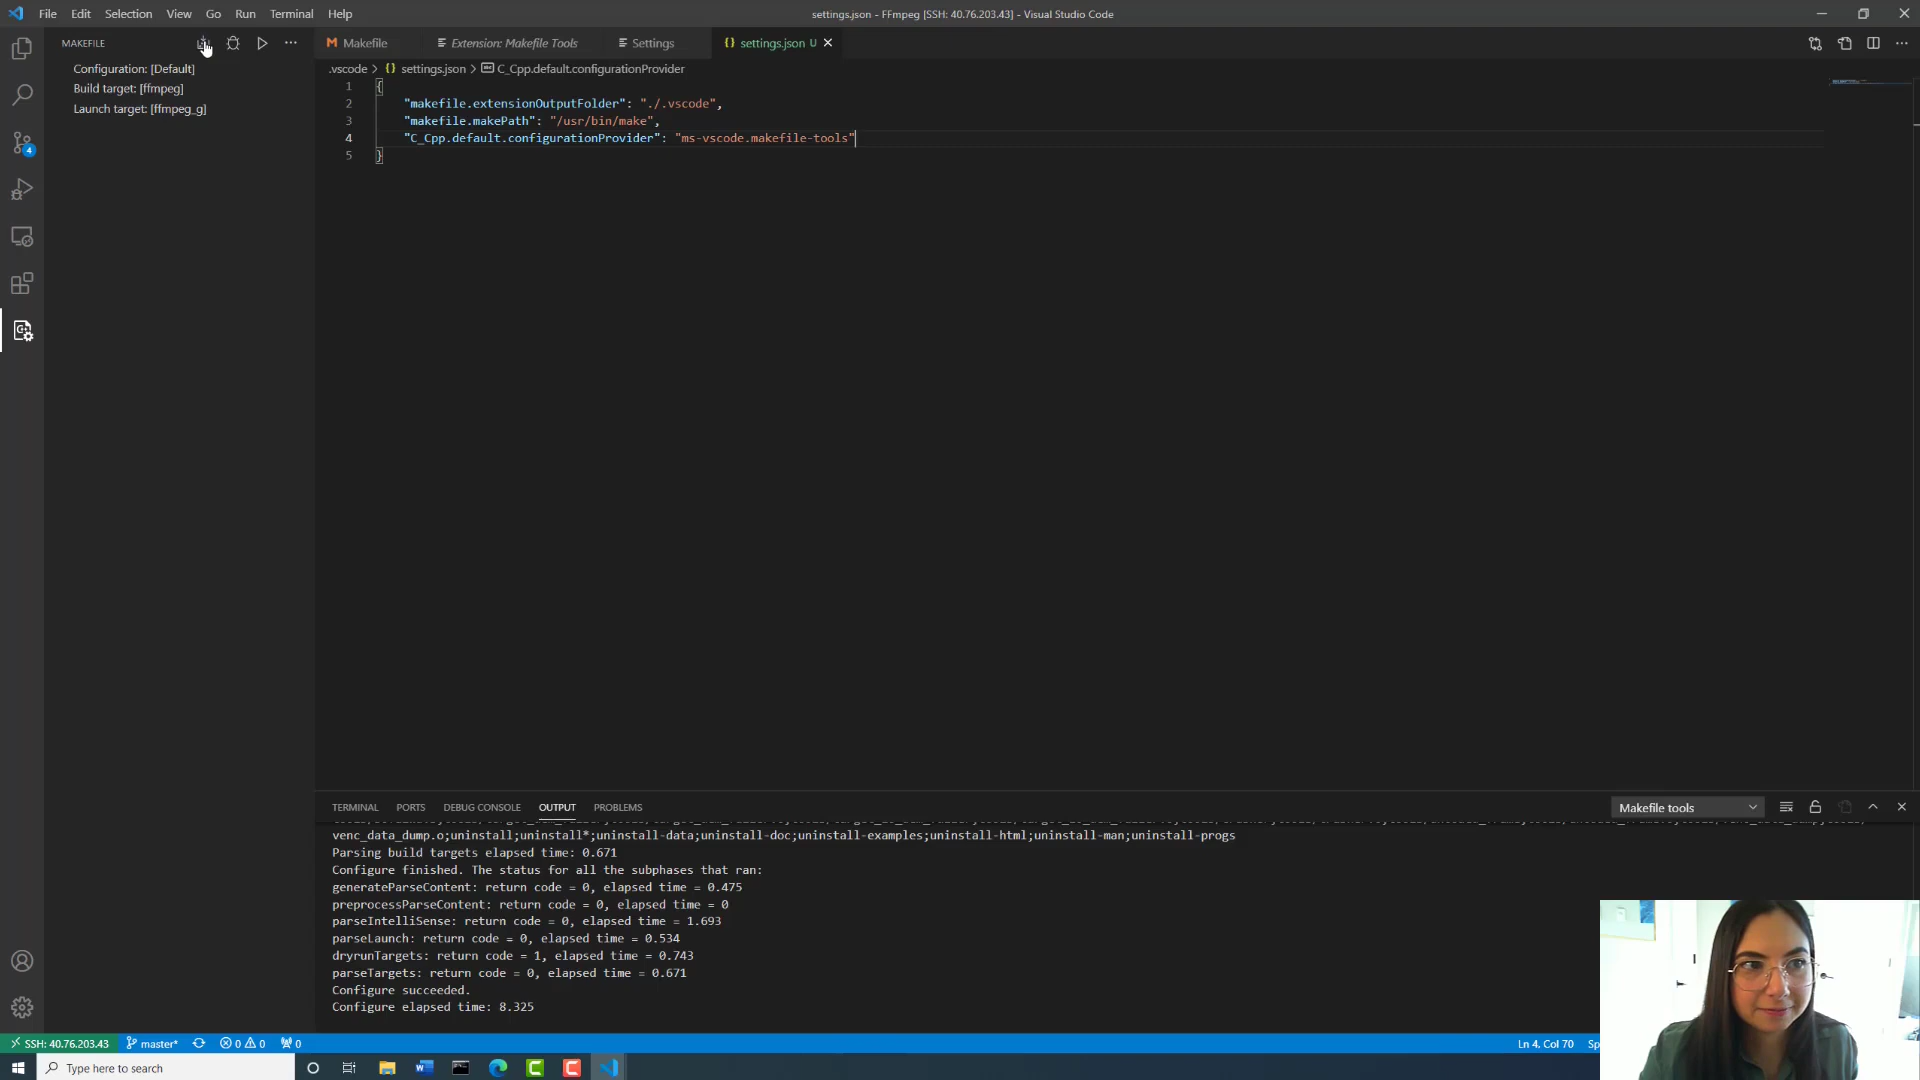 File Edit Selection View Go Run Terminal Help
settings.json - FFmpeg [SSH: 40.76.203.43] - Visual Studio Code
MAKEFILE
Configuration: [Default]
Build target: [ffmpeg]
Launch target: [ffmpeg_g]
4
Makefile
Extension: Makefile Tools
Settings
settings.json U
.vscode > {} settings.json > C_Cpp.default.configurationProvider
1 {
2 "makefile.extensionOutputFolder": "./.vscode",
3 "makefile.makePath": "/usr/bin/make",
4 "C_Cpp.default.configurationProvider": "ms-vscode.makefile-tools"
5 }
TERMINAL PORTS DEBUG CONSOLE OUTPUT PROBLEMS
Makefile tools
venc_data_dump.o;uninstall;uninstall*;uninstall-data;uninstall-doc;uninstall-examples;uninstall-html;uninstall-man;uninstall-progs
Parsing build targets elapsed time: 0.671
Configure finished. The status for all the subphases that ran:
generateParseContent: return code = 0, elapsed time = 0.475
preprocessParseContent: return code = 0, elapsed time = 0
parseIntelliSense: return code = 0, elapsed time = 1.693
parseLaunch: return code = 0, elapsed time = 0.534
dryrunTargets: return code = 1, elapsed time = 0.743
parseTargets: return code = 0, elapsed time = 0.671
Configure succeeded.
Configure elapsed time: 8.325
SSH: 40.76.203.43 master* 0 0 0
Ln 4, Col 70
Type here to search